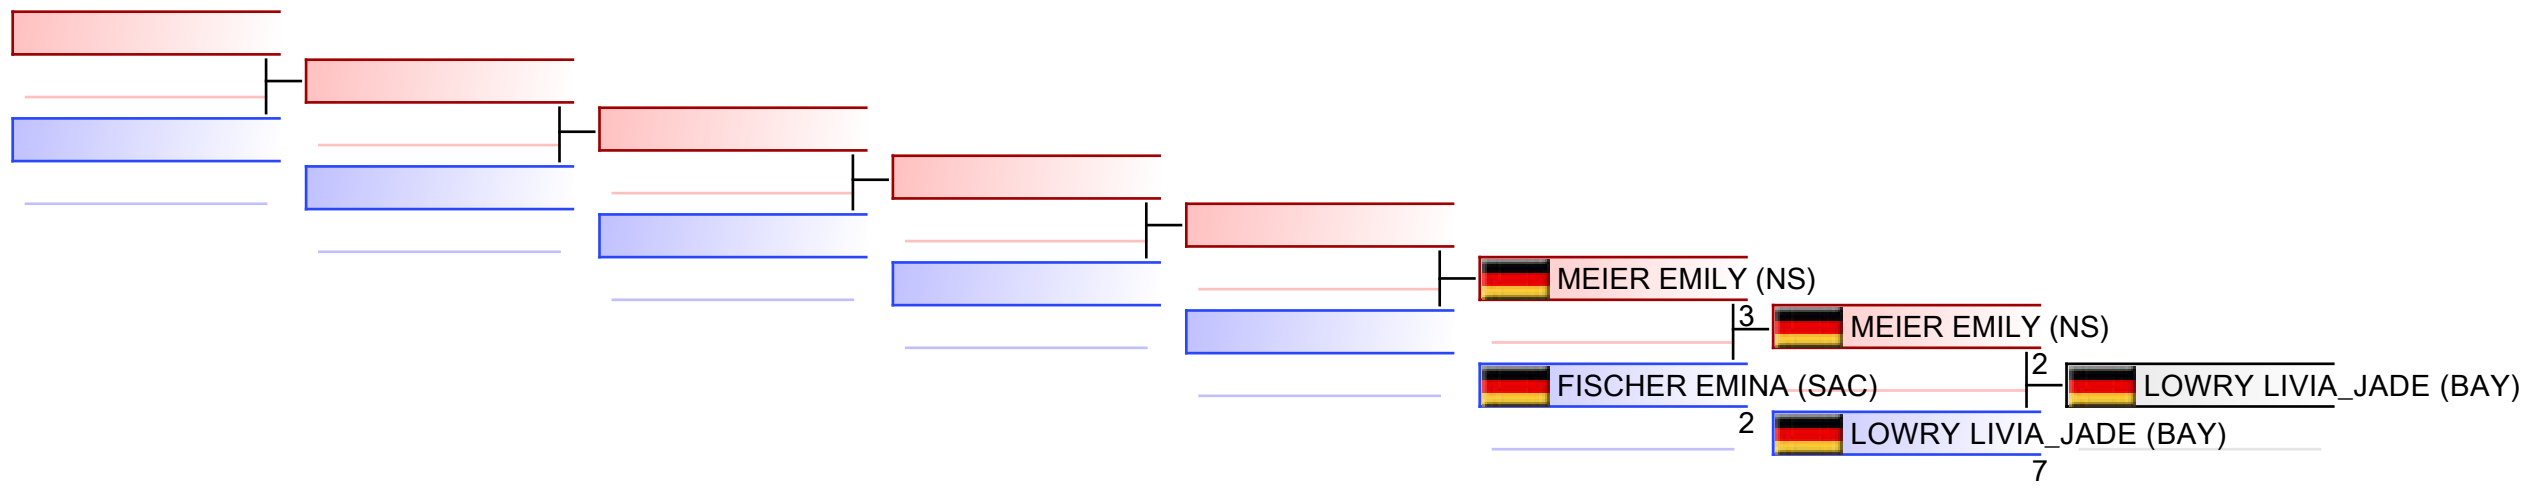 MEIER EMILY (NS)
3
MEIER EMILY (NS)
2
FISCHER EMINA (SAC)
LOWRY LIVIA_JADE (BAY)
2
LOWRY LIVIA_JADE (BAY)
7